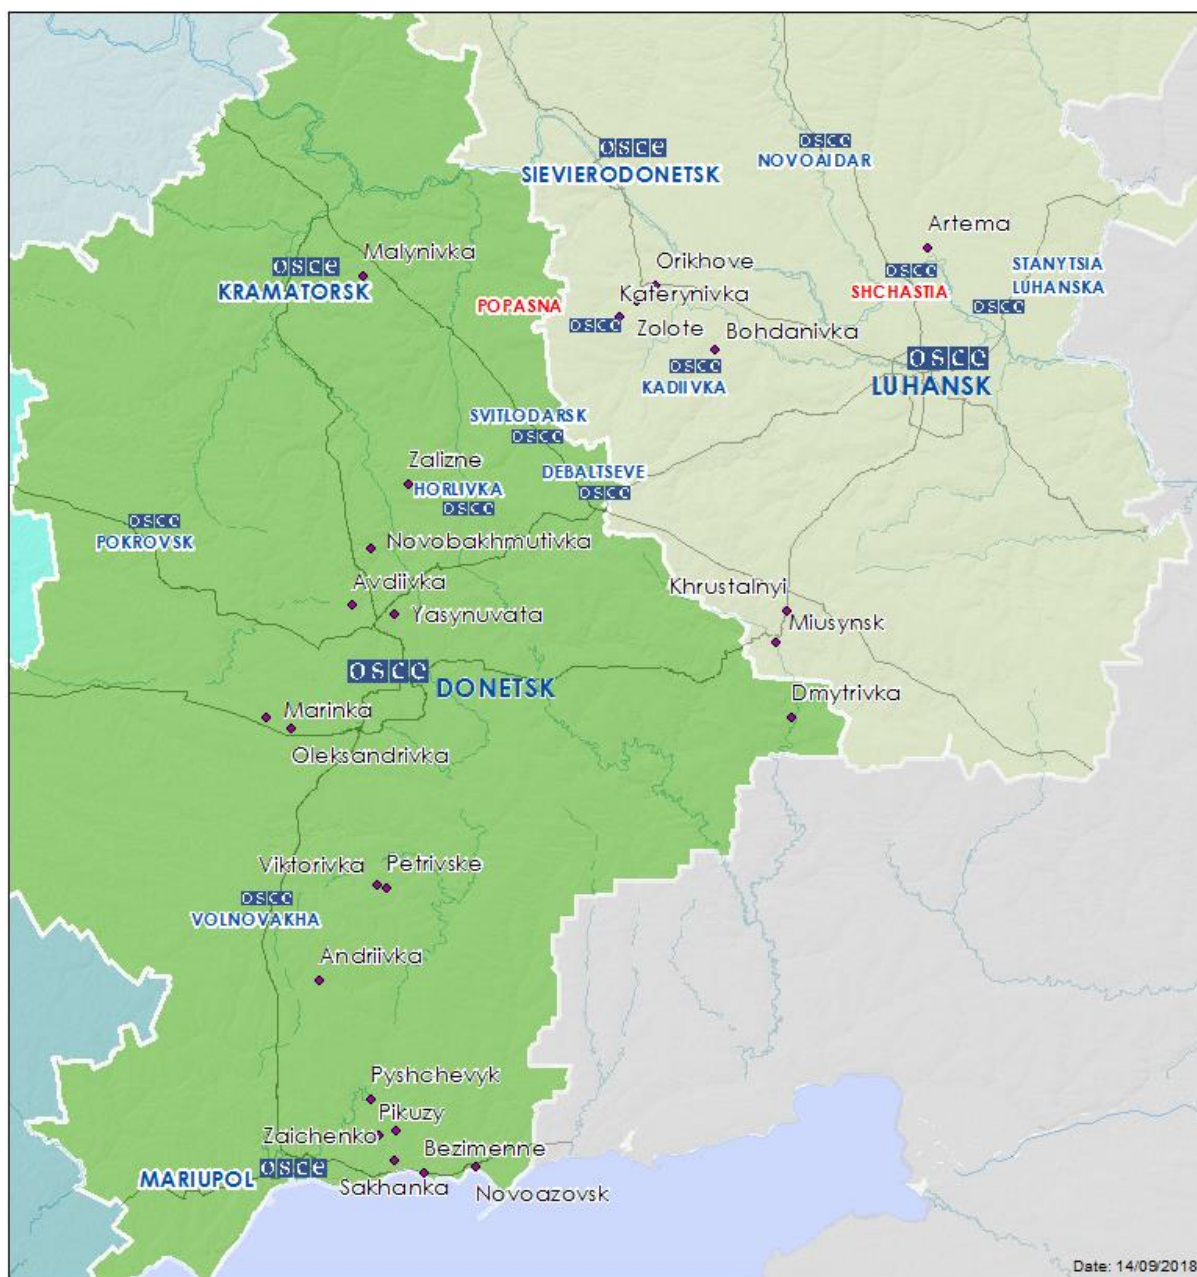 osce
SIEVIERODONETSK
osce
NOVOAIDAR
Artema
Malynivka
osce
KRAMATORSK
Orikhove
osce
SHCHASTIA
STANYTSIA
LUHANSKA
osce
POPASNA
Katerynivka
osce
Zolote
Bohdanivka
osce
KADIIVKA
osce
LUHANSK
SVITLODARSK
osce
Zalizne
HORLIVKA
osce
DEBALTSEVE
osce
osce
POKROVSK
Novobakhmutivka
Avdiivka
Yasynuvata
Khrustalnyi
Miusynsk
osce
DONETSK
Dmytrivka
Marinka
Oleksandrivka
Viktorivka
Petrivske
osce
VOLNOVAKHA
Andriivka
Pyshchevyk
Pikuzy
Zaichenko
Bezimenne
MARIUPOL
osce
Sakhanka
Novoazovsk
Date: 14/09/2018